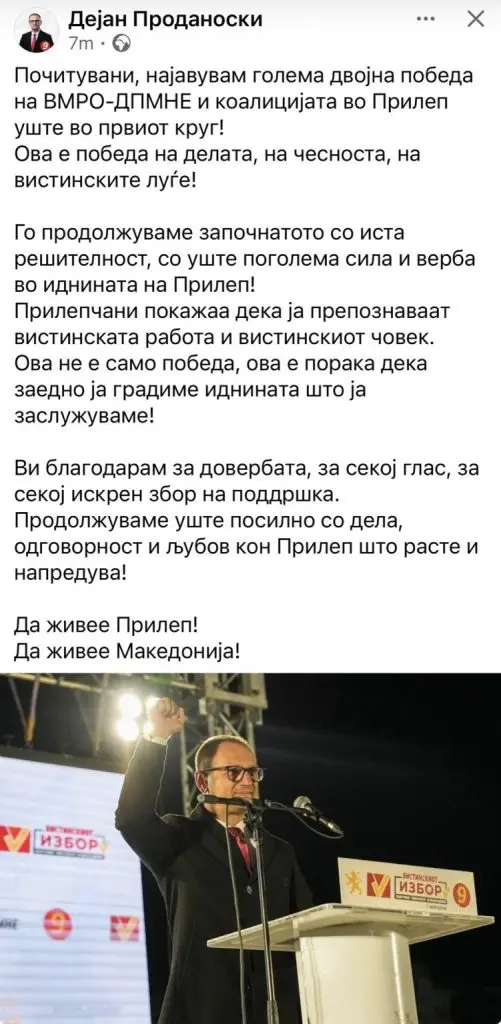 Дејан Проданоски
7m
Почитувани, најавувам голема двојна победа
на ВМРО-ДПМНЕ и коалицијата во Прилеп
уште во првиот круг!
Ова е победа на делата, на чесноста, на
вистинските луѓе!
Го продолжуваме започнатото со иста
решителност, со уште поголема сила и верба
во иднината на Прилеп!
Прилепчани покажаа дека ја препознаваат
вистинската работа и вистинскиот човек.
Ова не е само победа, ова е порака дека
заедно ја градиме иднината што ја
заслужуваме!
Ви благодарам за довербата, за секој глас, за
секој искрен збор на поддршка.
Продолжуваме уште посилно со дела,
одговорност и љубов кон Прилеп што расте и
напредува!
Да живее Прилеп!
Да живее Македонија!
ВИСТИНСКИОТ
ИЗБОР
9
ВИСТИНСКИОТ
ИЗБОР
9